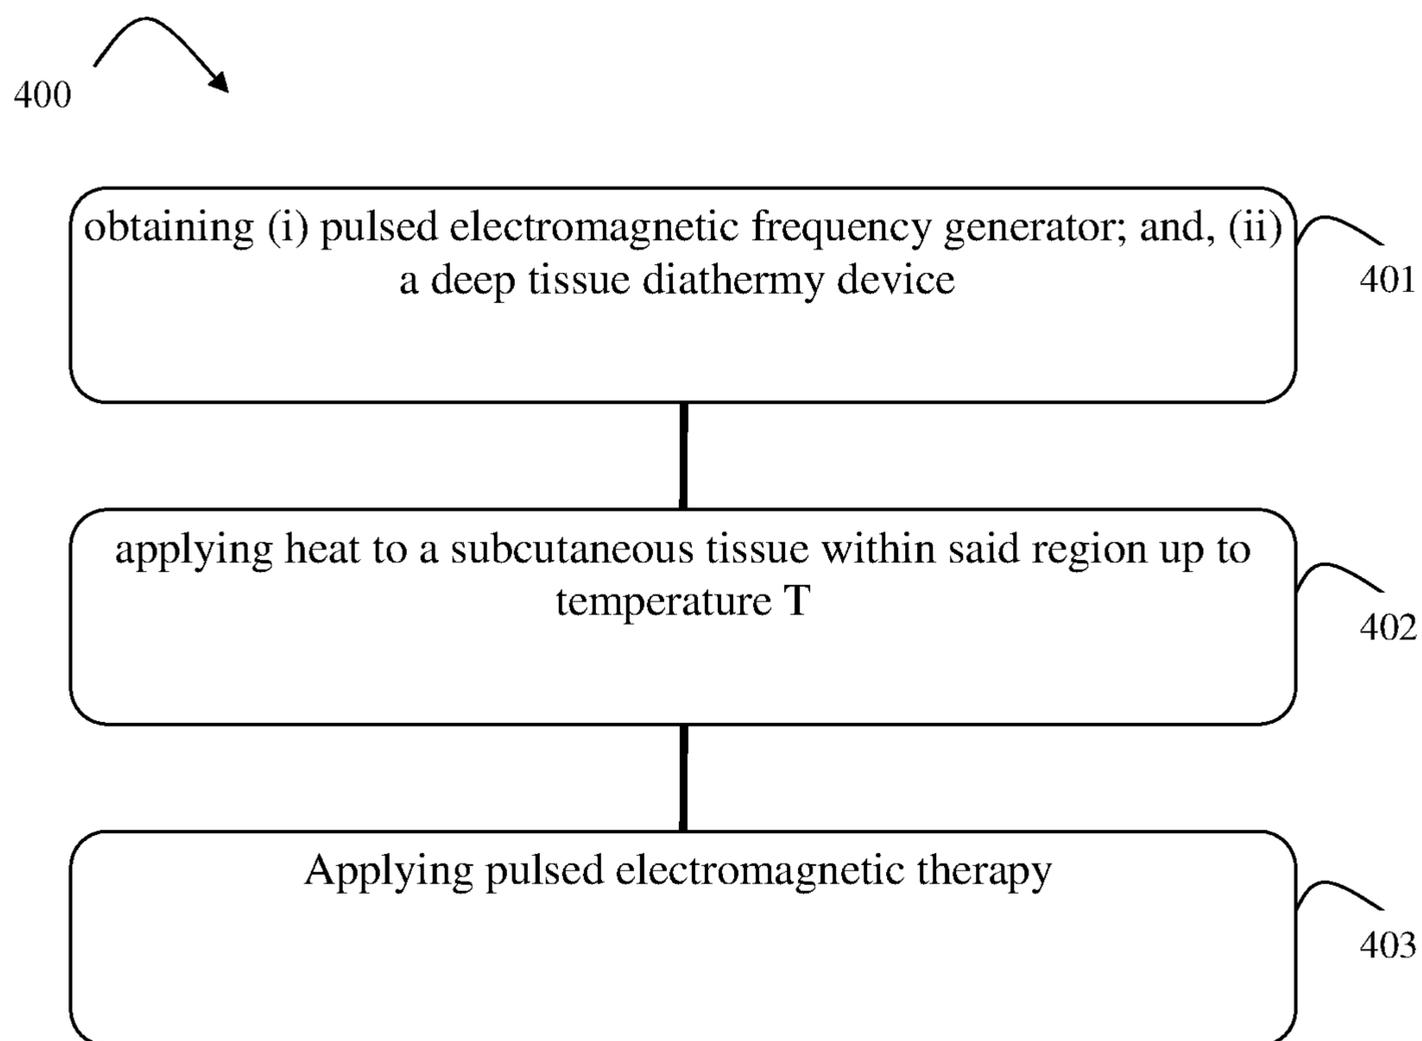 400
obtaining (i) pulsed electromagnetic frequency generator; and, (ii)
a deep tissue diathermy device
401
applying heat to a subcutaneous tissue within said region up to
temperature T
402
Applying pulsed electromagnetic therapy
403